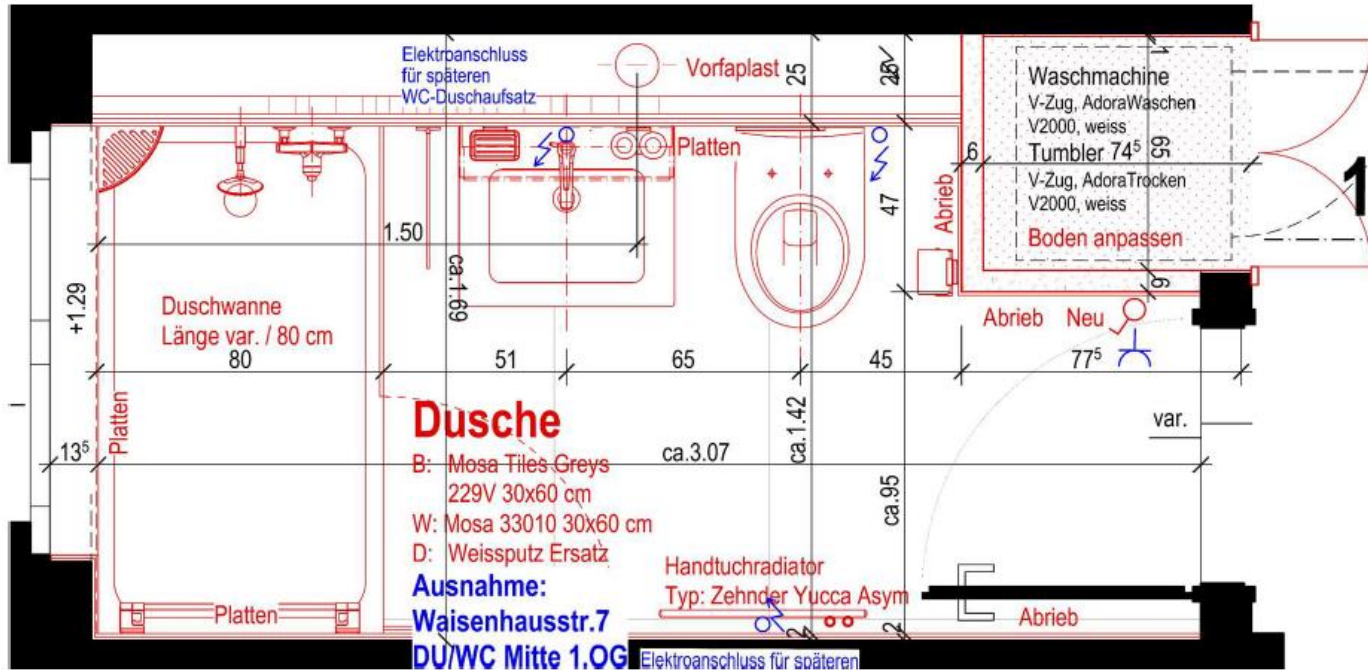 Elektroanschluss
für späteren
WC-Duschaufsatz
Vorfaplast
25
1
Waschmachine
V-Zug, AdoraWaschen
V2000, weiss
Tumbler 74⁵
V-Zug, AdoraTrocken
V2000, weiss
Boden anpassen
65
6
6
1
Platten
47
Abrieb
1.50
ca.1.69
+1.29
Duschwanne
Länge var. / 80 cm
Abrieb Neu
80
51
65
45
77⁵
Platten
13⁵
Dusche
ca.3.07
ca.1.42
var.
B: Mosa Tiles Greys
229V 30x60 cm
W: Mosa 33010 30x60 cm
D: Weissputz Ersatz
ca.95
Ausnahme:
Waisenhausstr.7
DU/WC Mitte 1.OG
Handtuchradiator
Typ: Zehnder Yucca Asym
Platten
Abrieb
2
2
Elektroanschluss für späteren